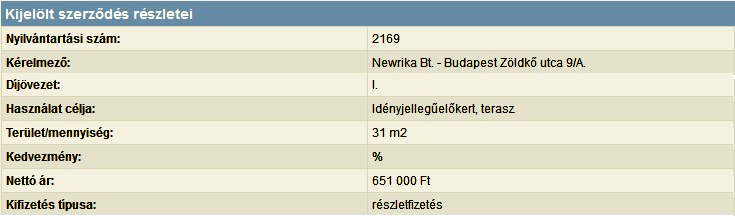 Kijelölt szerződés részletei
Nyilvántartási szám: 2169
Kérelmező: Newrika Bt. - Budapest Zöldkő utca 9/A.
Díjövezet: I.
Használat célja: Idényjellegűelőkert, terasz
Terület/mennyiség: 31 m2
Kedvezmény: %
Nettó ár: 651 000 Ft
Kifizetés típusa: részletfizetés